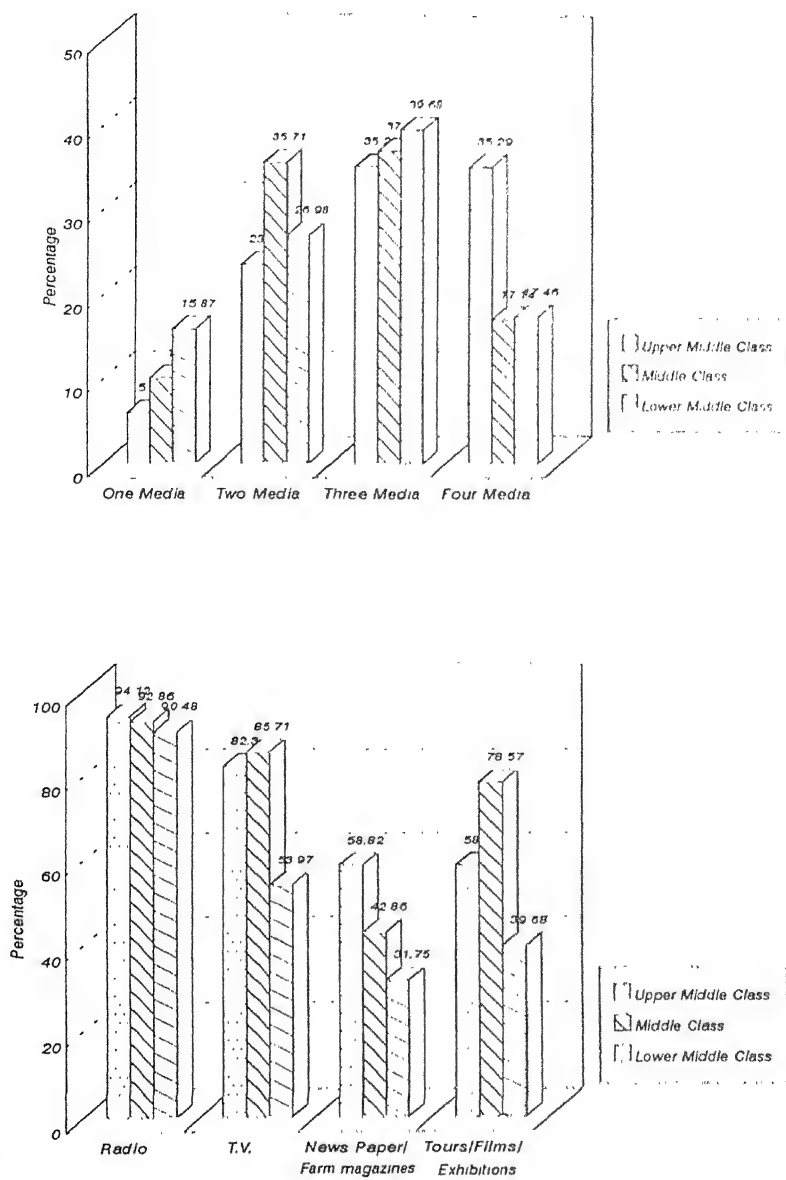 50
40
30
20
10
0
Percentage
15.87
35.71
26.98
39.68
35.29
17.46
One Media
Two Media
Three Media
Four Media
Upper Middle Class
Middle Class
Lower Middle Class
100
80
60
40
20
0
Percentage
92.86
90.48
82.3
85.71
53.97
58.82
42.86
31.75
58
78.57
39.68
Radio
T.V.
News Paper/
Farm magazines
Tours/Films/
Exhibitions
Upper Middle Class
Middle Class
Lower Middle Class